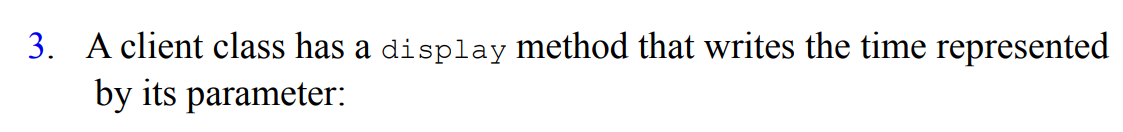 3. A client class has a display method that writes the time represented
by its parameter: